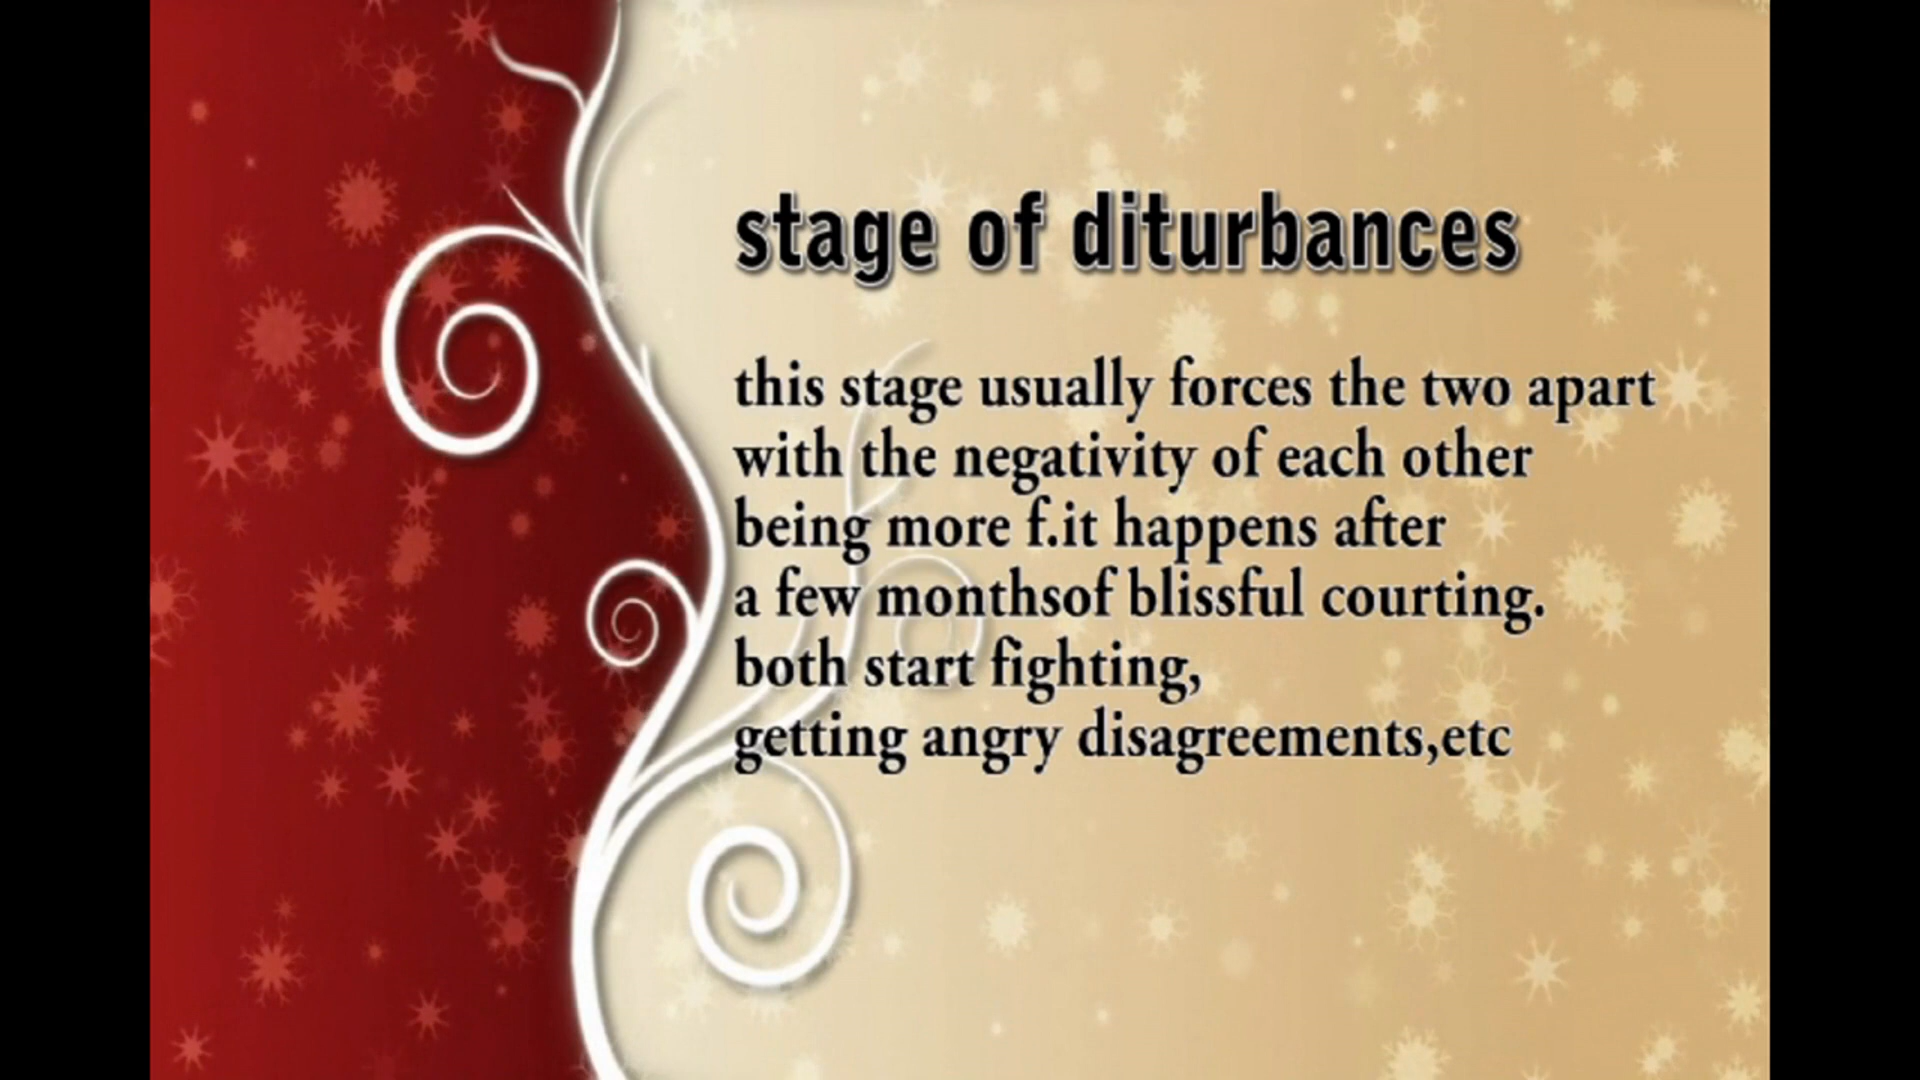 stage of diturbances
this stage usually forces the two apart
with the negativity of each other
being more f.it happens after
a few monthsof blissful courting.
both start fighting,
getting angry disagreements,etc